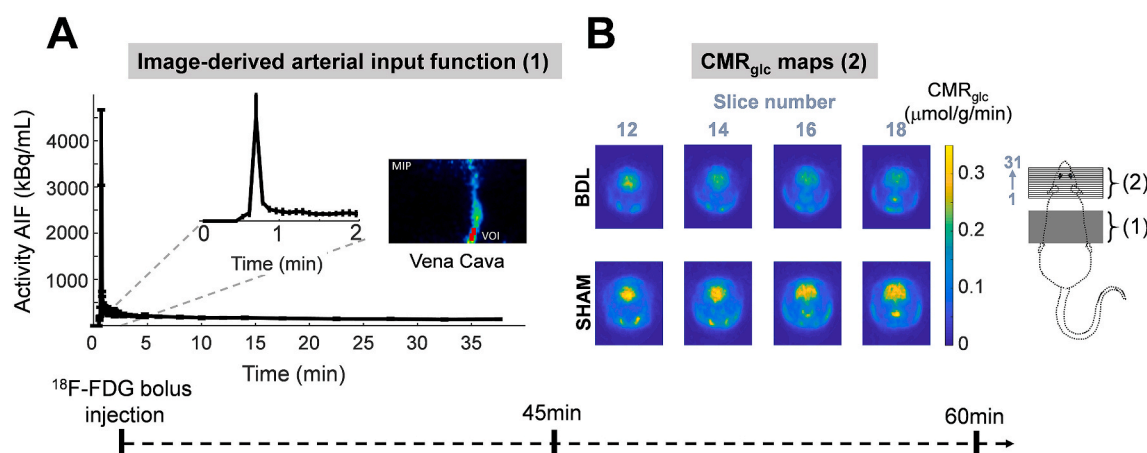 A
Image-derived arterial input function (1)
Activity AIF (kBq/mL)
4000
3000
2000
1000
0
5
10
15
20
25
30
35
Time (min)
0
1
2
Time (min)
MIP
VOI
Vena Cava
B
CMRglc maps (2)
Slice number
12
14
16
18
CMRglc
(μmol/g/min)
BDL
SHAM
0.3
0.2
0.1
0
31
1
(2)
(1)
18F-FDG bolus
injection
45min
60min